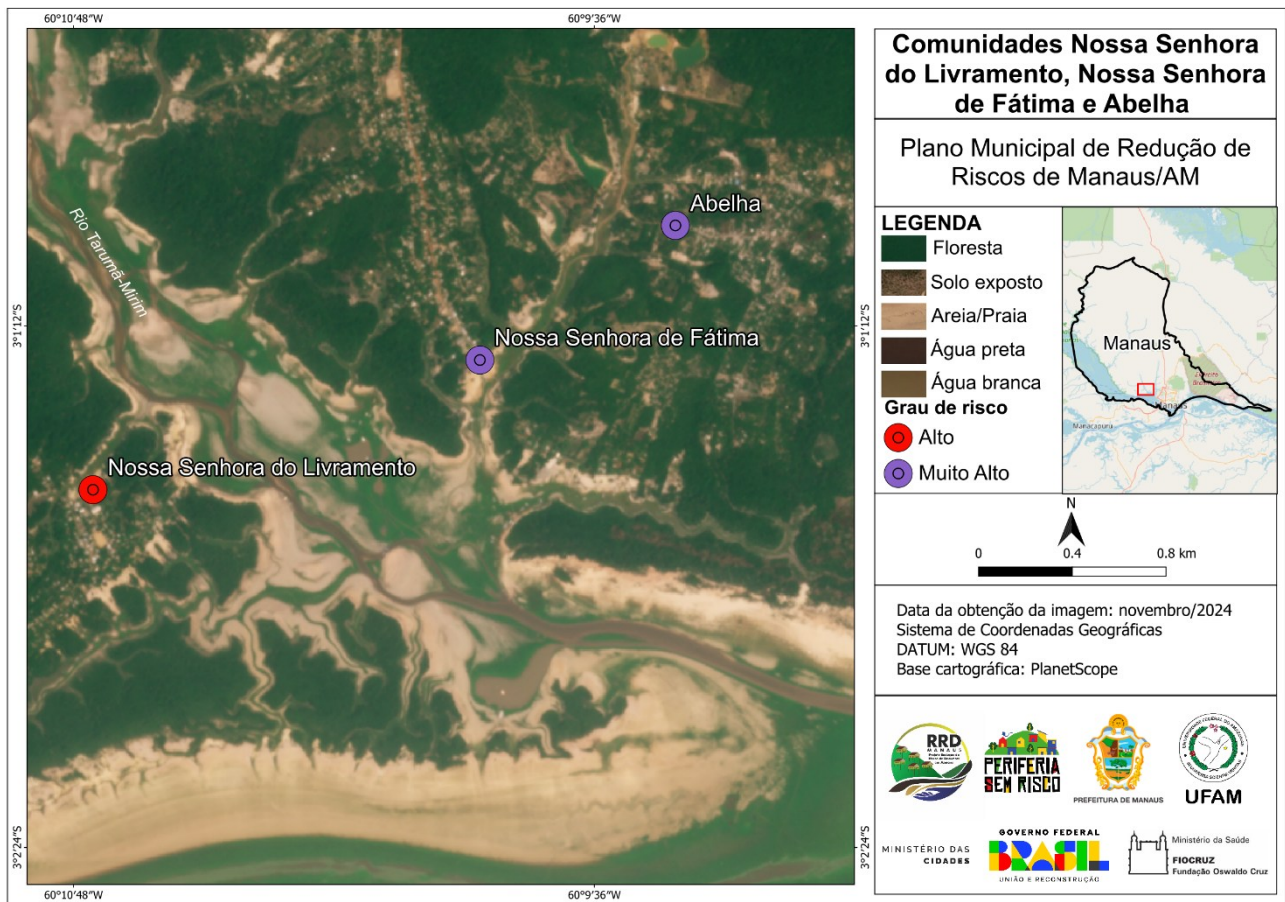 60°10'48"W
60°9'36"W
Rio Tarumã-Mirim
Abelha
Nossa Senhora de Fátima
Nossa Senhora do Livramento
3°1'12"S
3°1'12"S
3°2'24"S
3°2'24"S
60°10'48"W
60°9'36"W
Comunidades Nossa Senhora
do Livramento, Nossa Senhora
de Fátima e Abelha
Plano Municipal de Redução de
Riscos de Manaus/AM
LEGENDA
Floresta
Solo exposto
Areia/Praia
Água preta
Água branca
Grau de risco
Alto
Muito Alto
Manaus
Manaus
Manacapuru
N
0 0.4 0.8 km
Data da obtenção da imagem: novembro/2024
Sistema de Coordenadas Geográficas
DATUM: WGS 84
Base cartográfica: PlanetScope
RRD
MANAUS
PERIFERIA
SEM RISCO
PREFEITURA DE MANAUS
UFAM
MINISTÉRIO DAS
CIDADES
GOVERNO FEDERAL
BRASIL
UNIÃO E RECONSTRUÇÃO
Ministério da Saúde
FIOCRUZ
Fundação Oswaldo Cruz